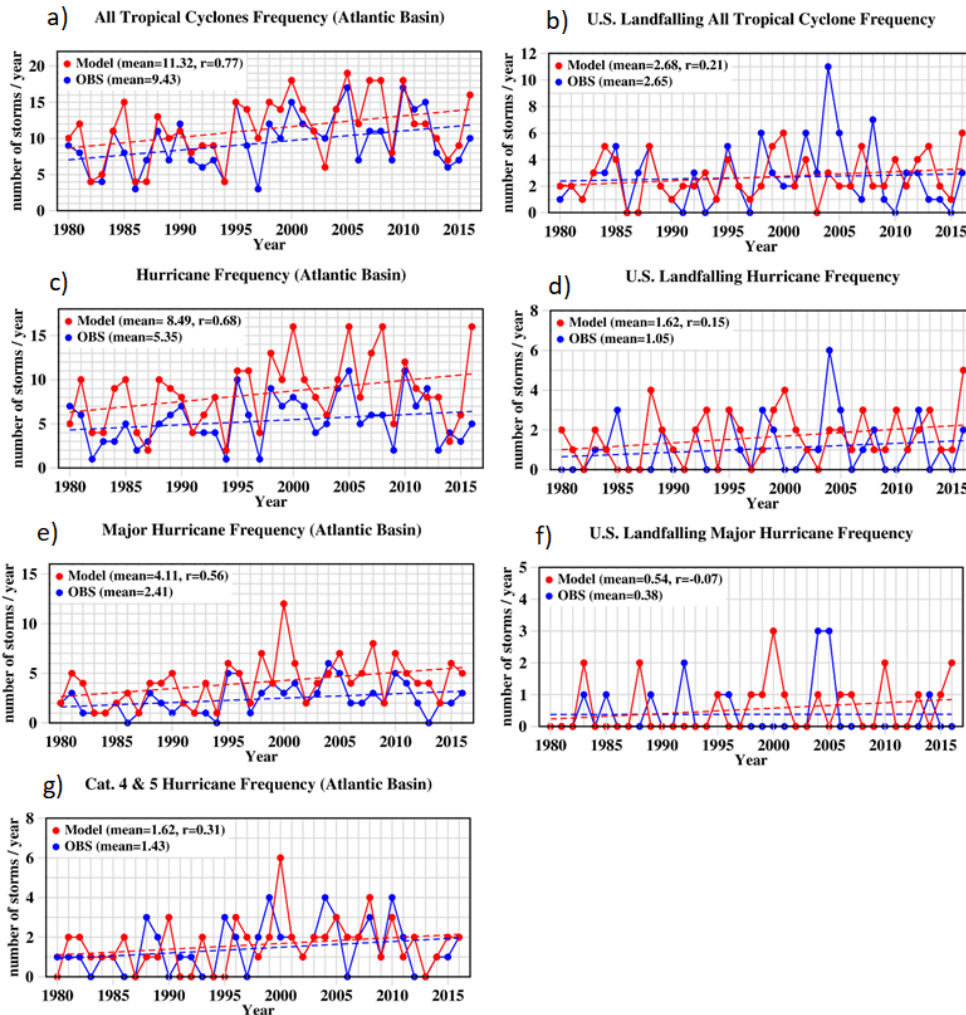 a)
All Tropical Cyclones Frequency (Atlantic Basin)
Model (mean=11.32, r=0.77)
OBS (mean=9.43)
number of storms / year
20
15
10
5
0
1980 1985 1990 1995 2000 2005 2010 2015
Year
b)
U.S. Landfalling All Tropical Cyclone Frequency
Model (mean=2.68, r=0.21)
OBS (mean=2.65)
number of storms / year
12
10
8
6
4
2
0
1980 1985 1990 1995 2000 2005 2010 2015
Year
c)
Hurricane Frequency (Atlantic Basin)
Model (mean= 8.49, r=0.68)
OBS (mean=5.35)
number of storms / year
15
10
5
0
1980 1985 1990 1995 2000 2005 2010 2015
Year
d)
U.S. Landfalling Hurricane Frequency
Model (mean=1.62, r=0.15)
OBS (mean=1.05)
number of storms / year
8
6
4
2
0
1980 1985 1990 1995 2000 2005 2010 2015
Year
e)
Major Hurricane Frequency (Atlantic Basin)
Model (mean=4.11, r=0.56)
OBS (mean=2.41)
number of storms / year
15
10
5
0
1980 1985 1990 1995 2000 2005 2010 2015
Year
f)
U.S. Landfalling Major Hurricane Frequency
Model (mean=0.54, r=-0.07)
OBS (mean=0.38)
number of storms / year
5
4
3
2
1
0
1980 1985 1990 1995 2000 2005 2010 2015
Year
g)
Cat. 4 & 5 Hurricane Frequency (Atlantic Basin)
Model (mean=1.62, r=0.31)
OBS (mean=1.43)
number of storms / year
8
6
4
2
0
1980 1985 1990 1995 2000 2005 2010 2015
Year